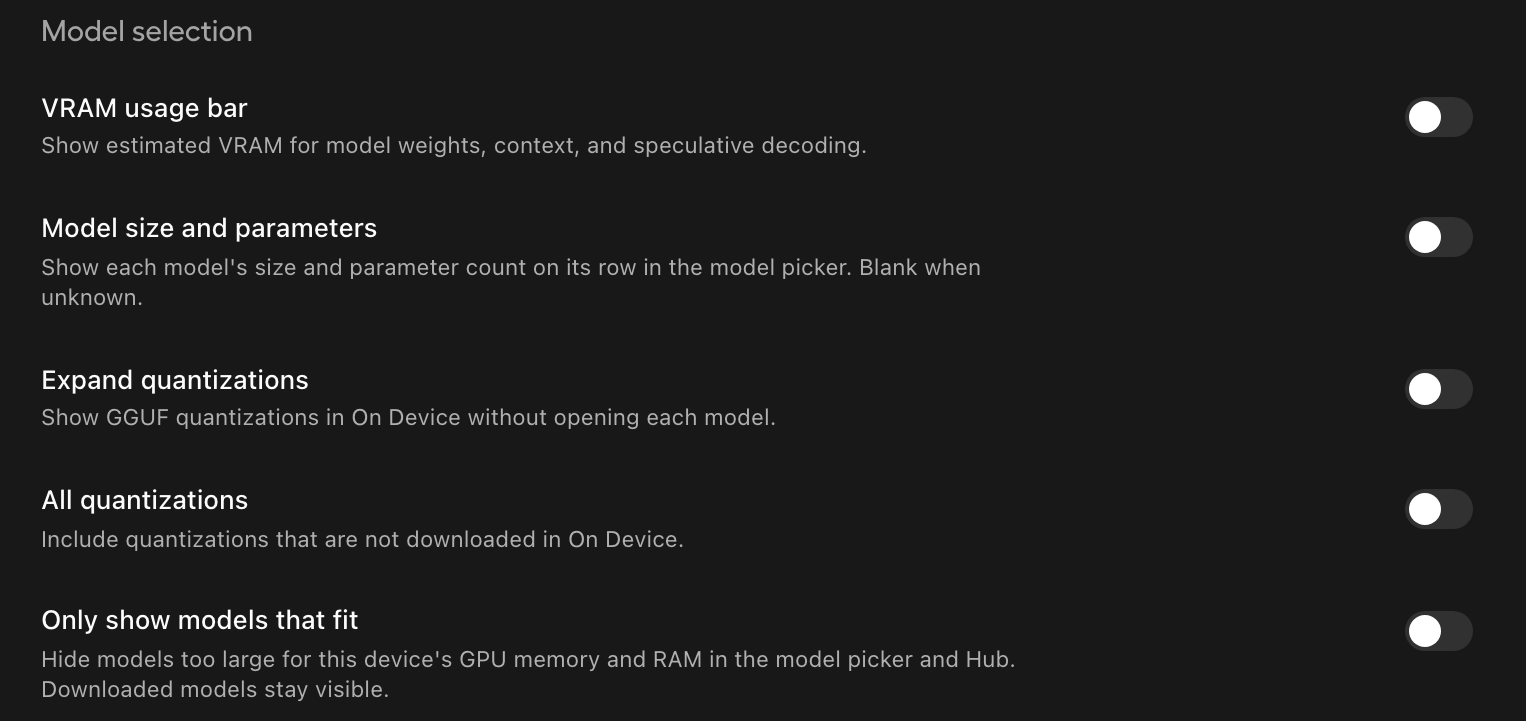 Model selection
VRAM usage bar
Show estimated VRAM for model weights, context, and speculative decoding.
Model size and parameters
Show each model's size and parameter count on its row in the model picker. Blank when
unknown.
Expand quantizations
Show GGUF quantizations in On Device without opening each model.
All quantizations
Include quantizations that are not downloaded in On Device.
Only show models that fit
Hide models too large for this device's GPU memory and RAM in the model picker and Hub.
Downloaded models stay visible.